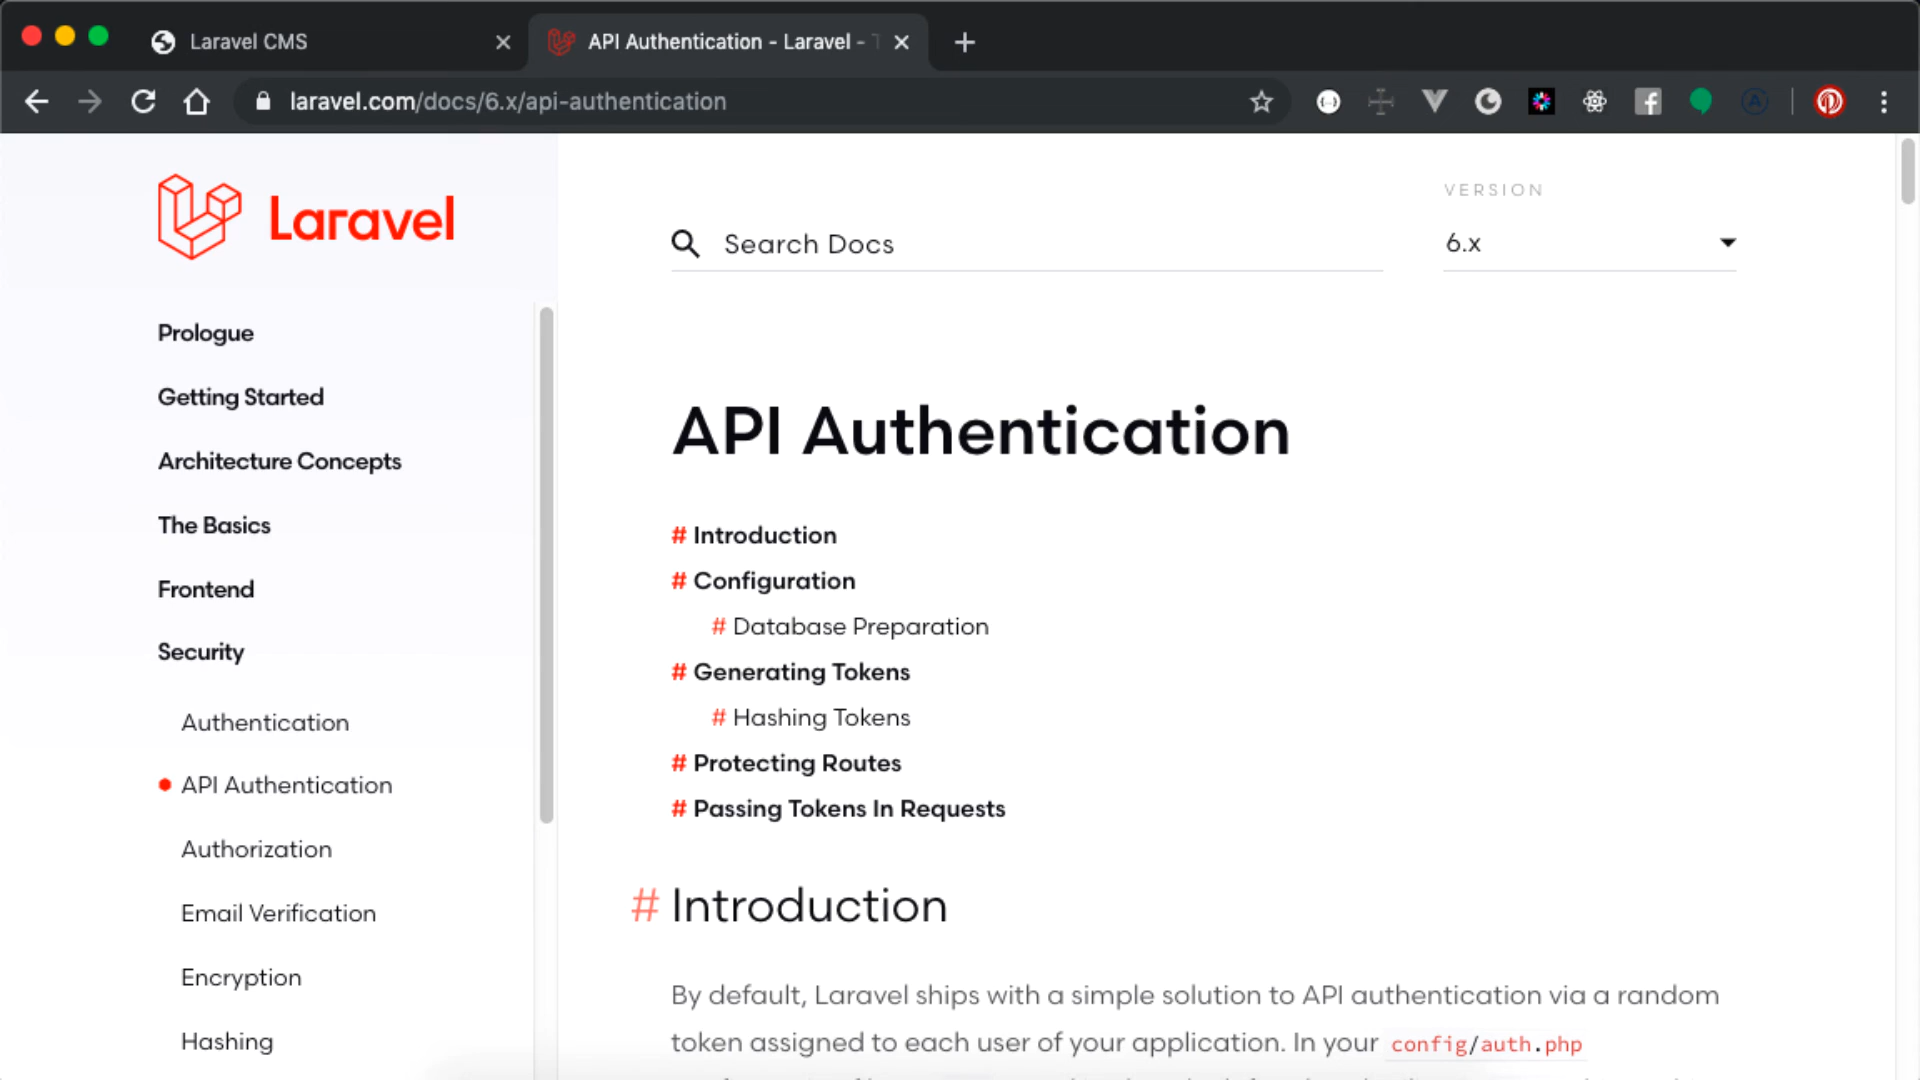 Laravel CMS
API Authentication - Laravel -
laravel.com/docs/6.x/api-authentication
Laravel
VERSION
Search Docs
6.x
Prologue
Getting Started
Architecture Concepts
The Basics
Frontend
Security
Authentication
API Authentication
Authorization
Email Verification
Encryption
Hashing
API Authentication
# Introduction
# Configuration
# Database Preparation
# Generating Tokens
# Hashing Tokens
# Protecting Routes
# Passing Tokens In Requests
# Introduction
By default, Laravel ships with a simple solution to API authentication via a random
token assigned to each user of your application. In your config/auth.php